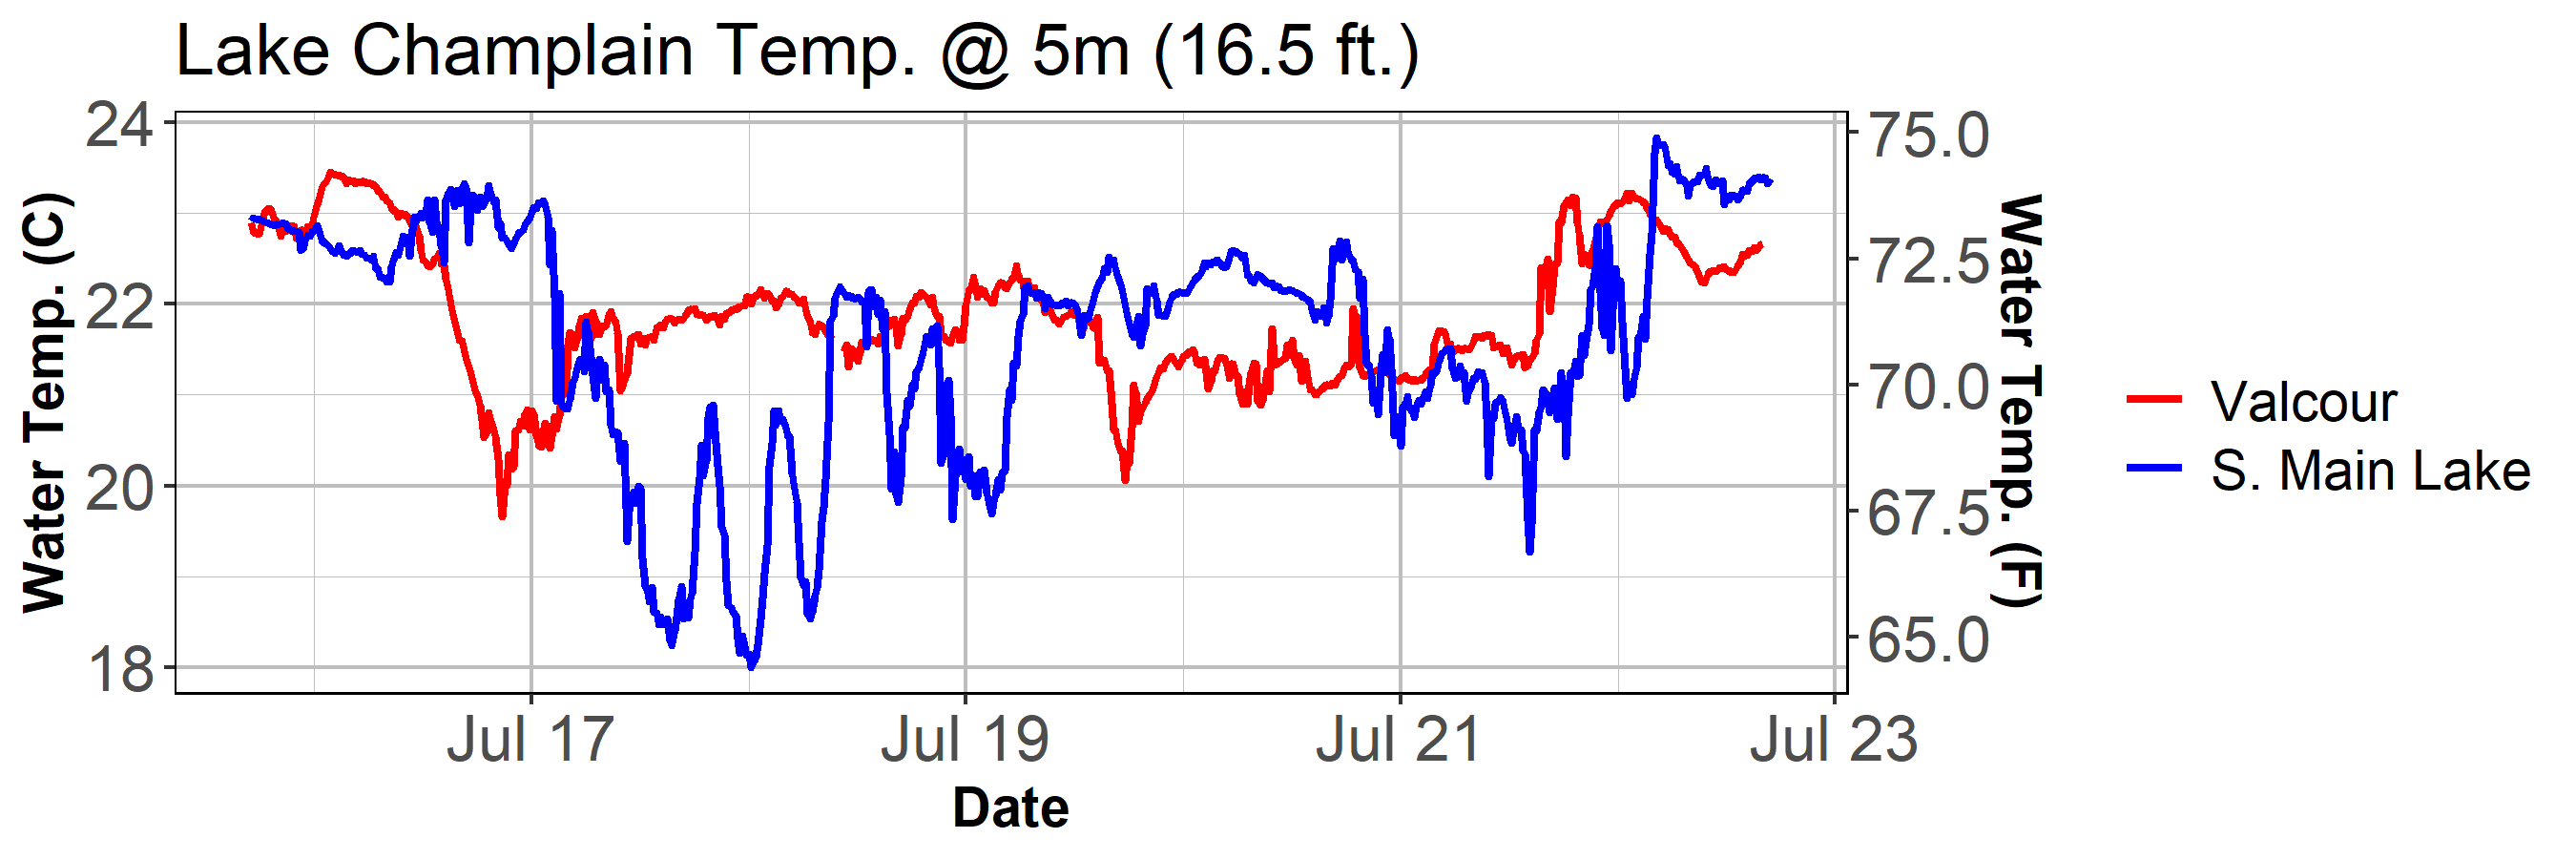 Lake Champlain Temp. @ 5m (16.5 ft.)
Water Temp. (C)
24
22
20
18
75.0
72.5
70.0
67.5
65.0
Water Temp. (F)
Valcour
S. Main Lake
Jul 17
Jul 19
Jul 21
Jul 23
Date